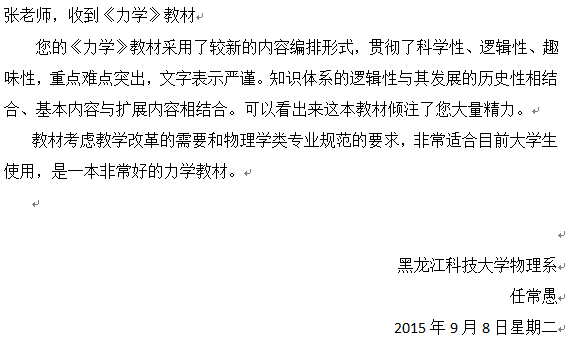 张老师，收到《力学》教材
您的《力学》教材采用了较新的内容编排形式，贯彻了科学性、逻辑性、趣
味性，重点难点突出，文字表示严谨。知识体系的逻辑性与其发展的历史性相结
合、基本内容与扩展内容相结合。可以看出来这本教材倾注了您大量精力。
教材考虑教学改革的需要和物理学类专业规范的要求，非常适合目前大学生
使用，是一本非常好的力学教材。
黑龙江科技大学物理系
任常愚
2015 年 9 月 8 日星期二